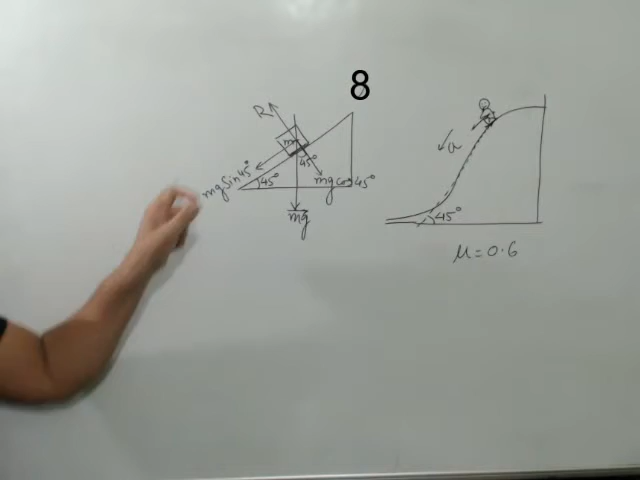 8
R
m
45°
mg sin45°
45°
mg cos45°
mg
a
45°
μ = 0.6